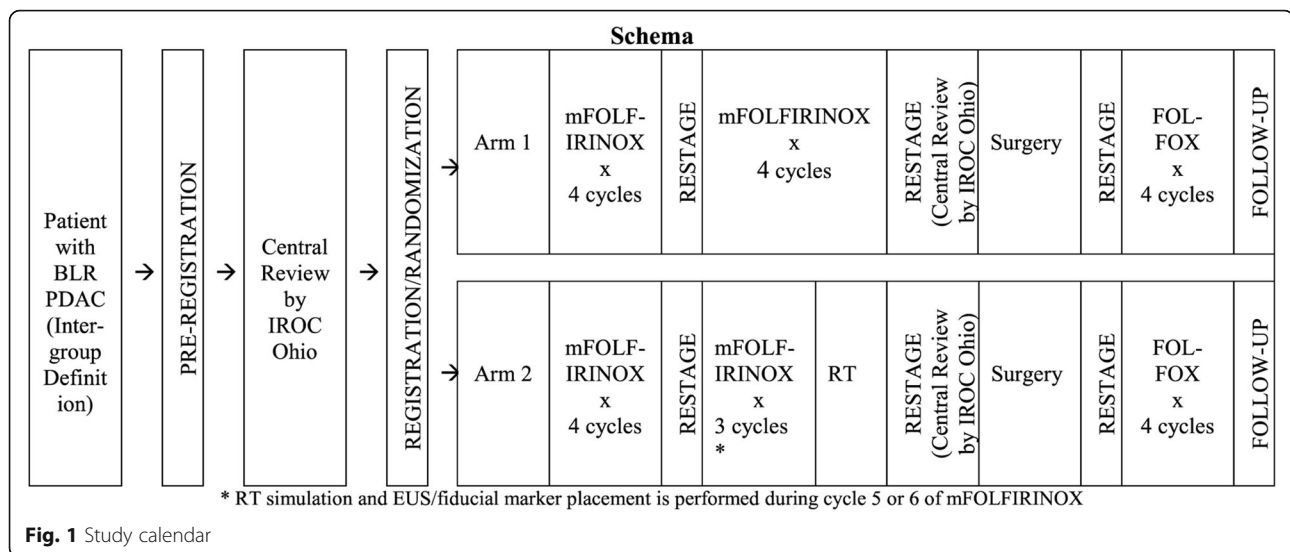 Schema
Patient
with
BLR
PDAC
(Inter-
group
Definit
ion)
→
PRE-REGISTRATION
→
Central
Review
by
IROC
Ohio
→
REGISTRATION/RANDOMIZATION
→
Arm 1
mFOLF-
IRINOX
x
4 cycles
RESTAGE
mFOLFIRINOX
x
4 cycles
RESTAGE
(Central Review
by IROC Ohio)
Surgery
RESTAGE
FOL-
FOX
x
4 cycles
FOLLOW-UP
→
Arm 2
mFOLF-
IRINOX
x
4 cycles
RESTAGE
mFOLF-
IRINOX
x
3 cycles
*
RT
RESTAGE
(Central Review
by IROC Ohio)
Surgery
RESTAGE
FOL-
FOX
x
4 cycles
FOLLOW-UP
* RT simulation and EUS/fiducial marker placement is performed during cycle 5 or 6 of mFOLFIRINOX
Fig. 1 Study calendar